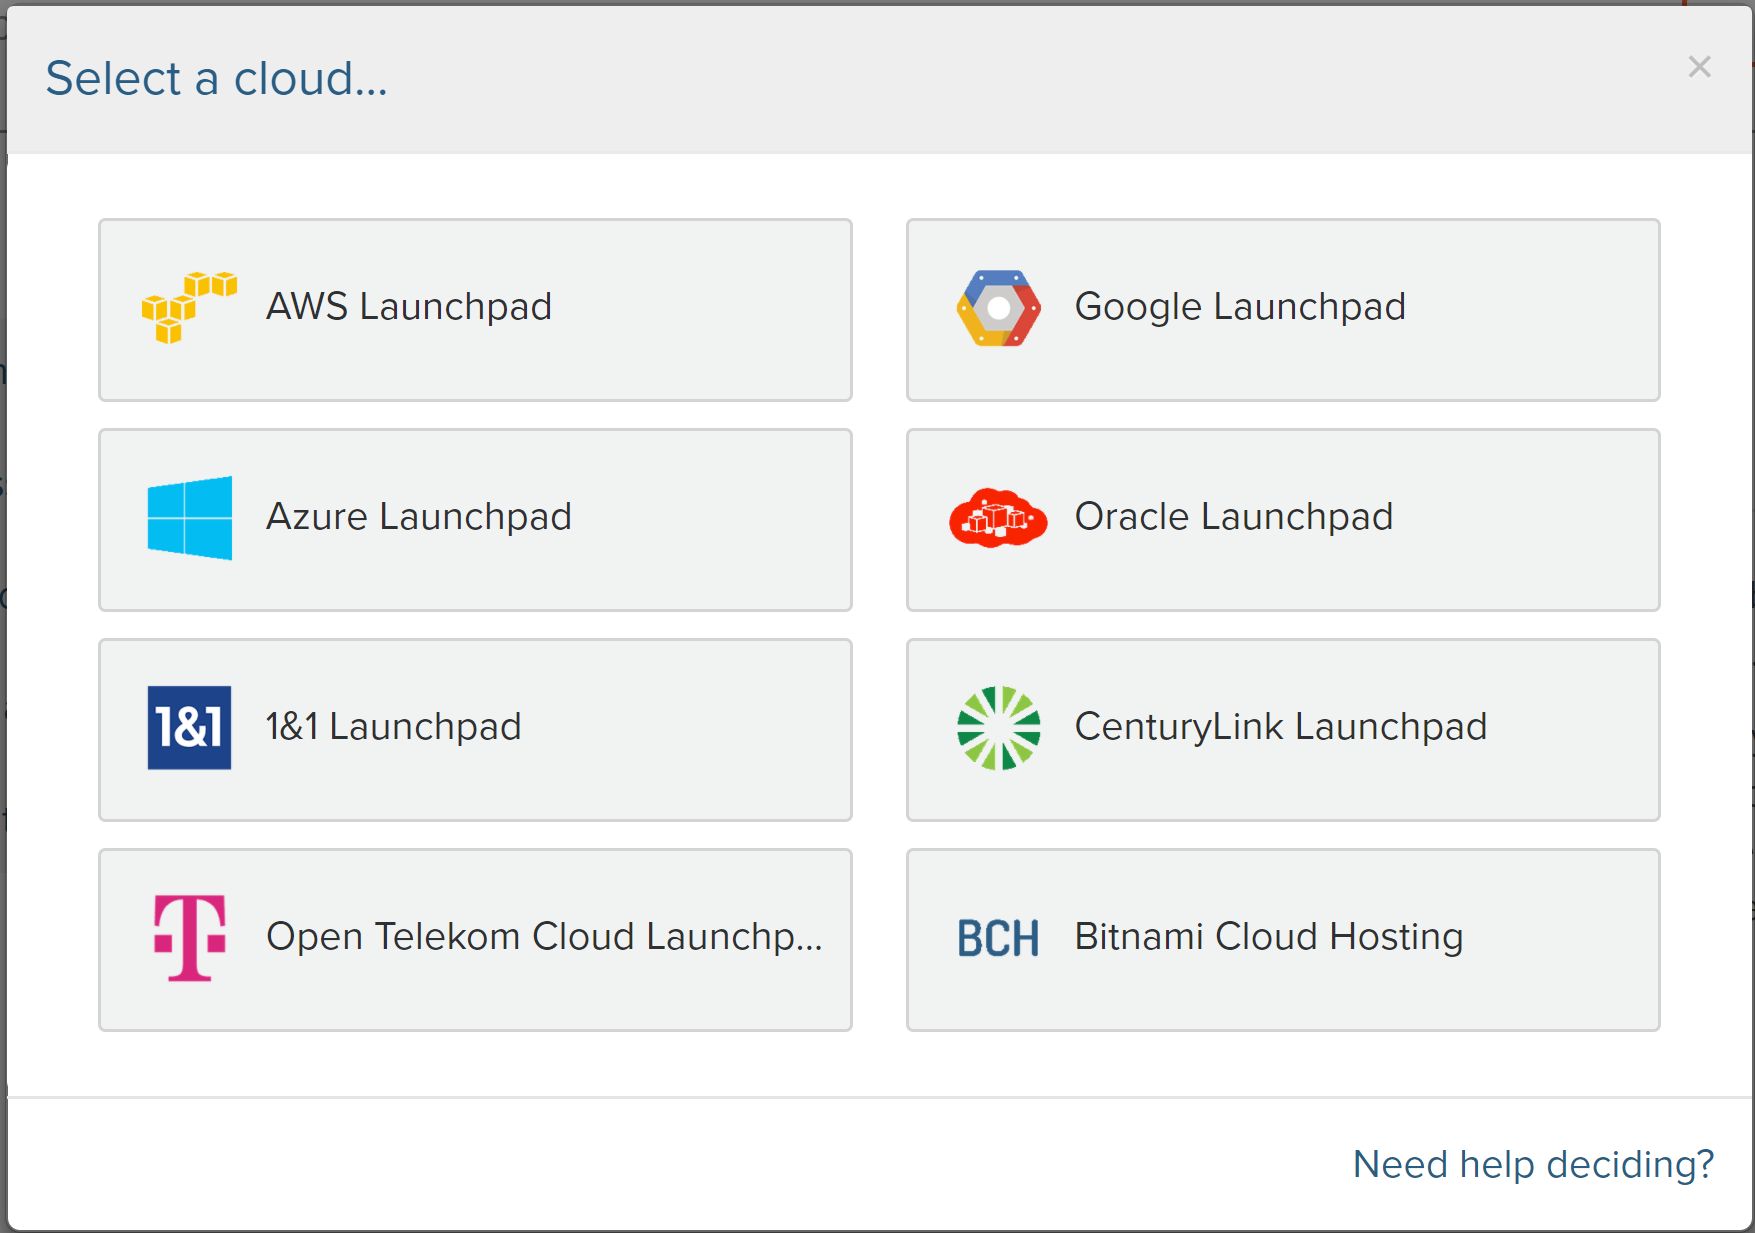 Select a cloud...
AWS Launchpad
Google Launchpad
Azure Launchpad
Oracle Launchpad
1&1
1&1 Launchpad
CenturyLink Launchpad
T
Open Telekom Cloud Launchp...
BCH
Bitnami Cloud Hosting
Need help deciding?